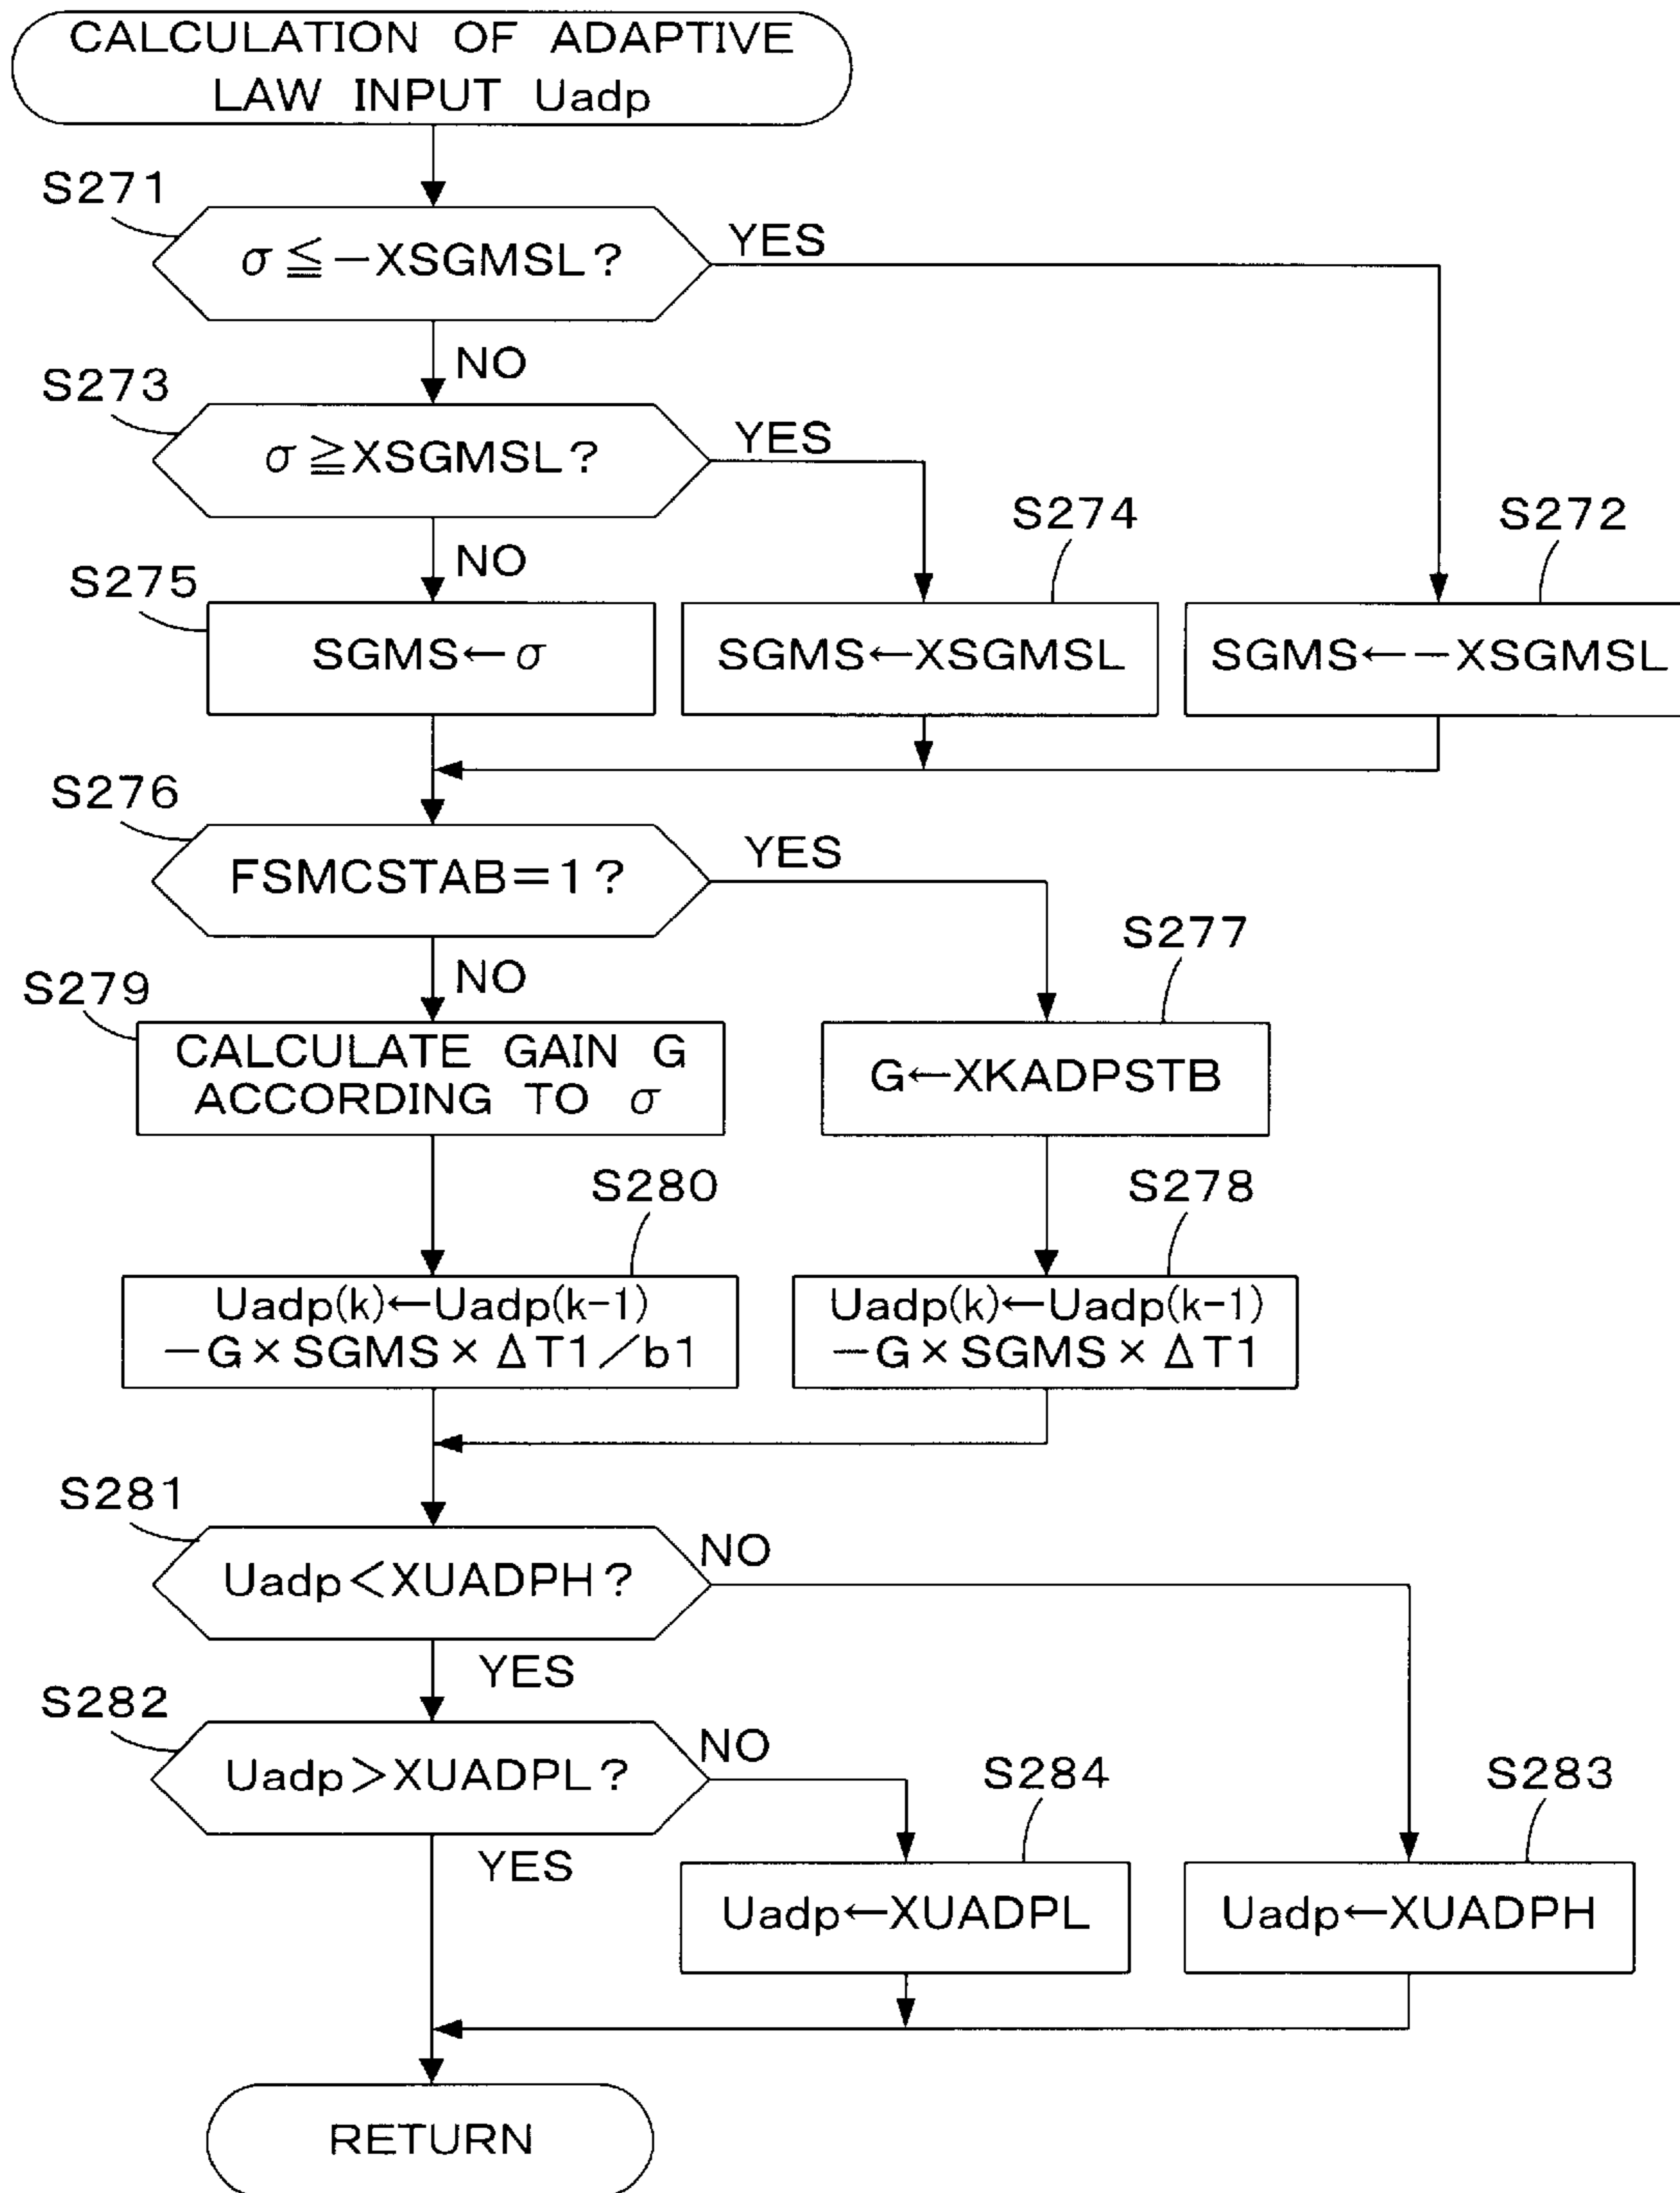 CALCULATION OF ADAPTIVE
LAW INPUT Uadp
S271
σ≦−XSGMSL?
YES
NO
S273
σ≧XSGMSL?
YES
S274
S272
NO
S275
SGMS←σ
SGMS←XSGMSL
SGMS←−XSGMSL
S276
FSMCSTAB=1?
YES
S277
NO
S279
CALCULATE GAIN G
ACCORDING TO σ
G←XKADPSTB
S280
S278
Uadp(k)←Uadp(k-1)
−G×SGMS×ΔT1/b1
Uadp(k)←Uadp(k-1)
−G×SGMS×ΔT1
S281
Uadp<XUADPH?
NO
YES
S282
Uadp>XUADPL?
NO
S284
S283
YES
Uadp←XUADPL
Uadp←XUADPH
RETURN